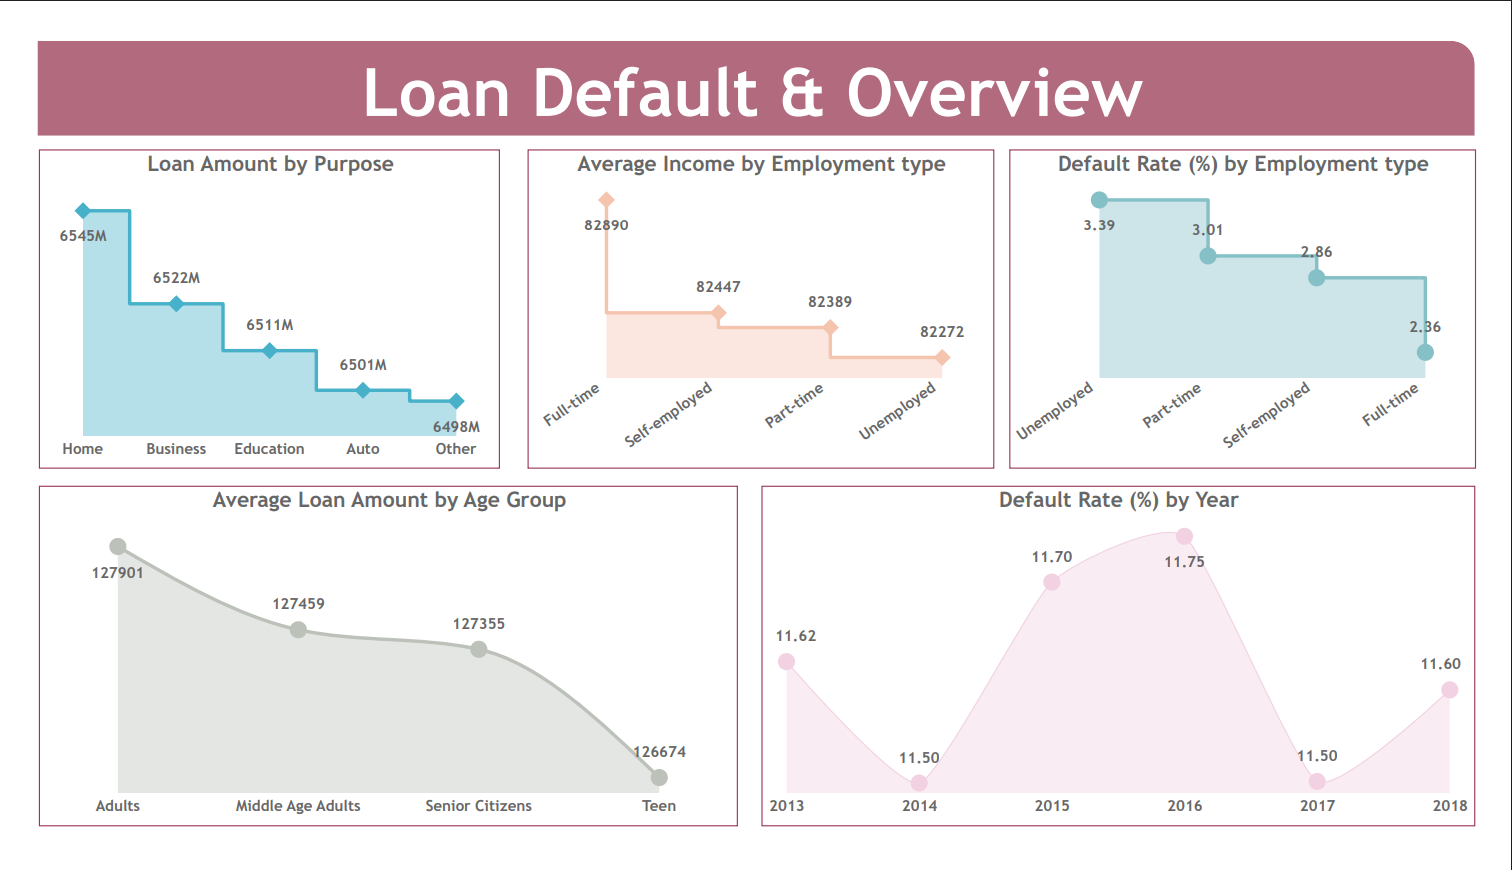 Loan Default & Overview
Loan Amount by Purpose
6545M
6522M
6511M
6501M
6498M
Home Business Education Auto Other
Average Income by Employment type
82890
82447
82389
82272
Full-time Self-employed Part-time Unemployed
Default Rate (%) by Employment type
3.39
3.01
2.86
2.36
Unemployed Part-time Self-employed Full-time
Average Loan Amount by Age Group
127901
127459
127355
126674
Adults Middle Age Adults Senior Citizens Teen
Default Rate (%) by Year
11.62
11.50
11.70
11.75
11.50
11.60
2013 2014 2015 2016 2017 2018